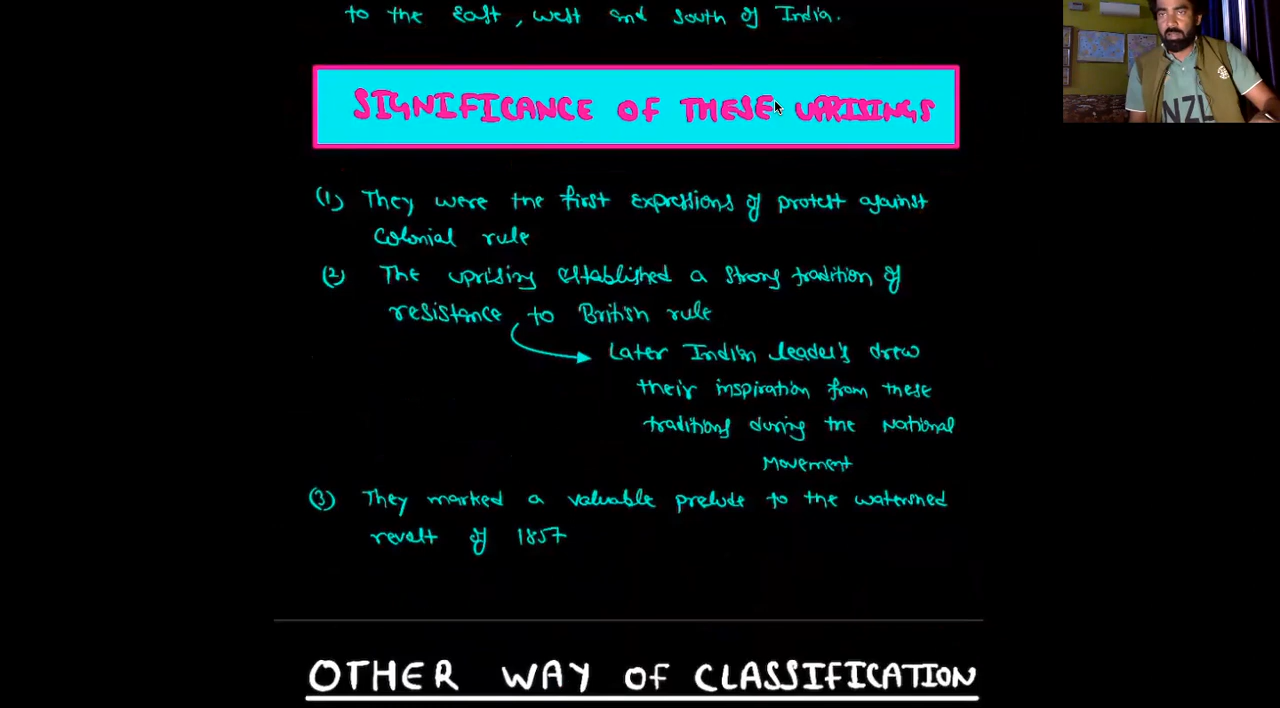 to the East, west and south of India.
SIGNIFICANCE OF THESE UPRISINGS
(1) They were the first expressions of protest against
Colonial rule
(2) The uprising established a strong tradition of
resistance to British rule
Later Indian leader's drew
their inspiration from these
traditions during the National
Movement
(3) They marked a valuable prelude to the watershed
revolt of 1857
OTHER WAY OF CLASSIFICATION
NZL